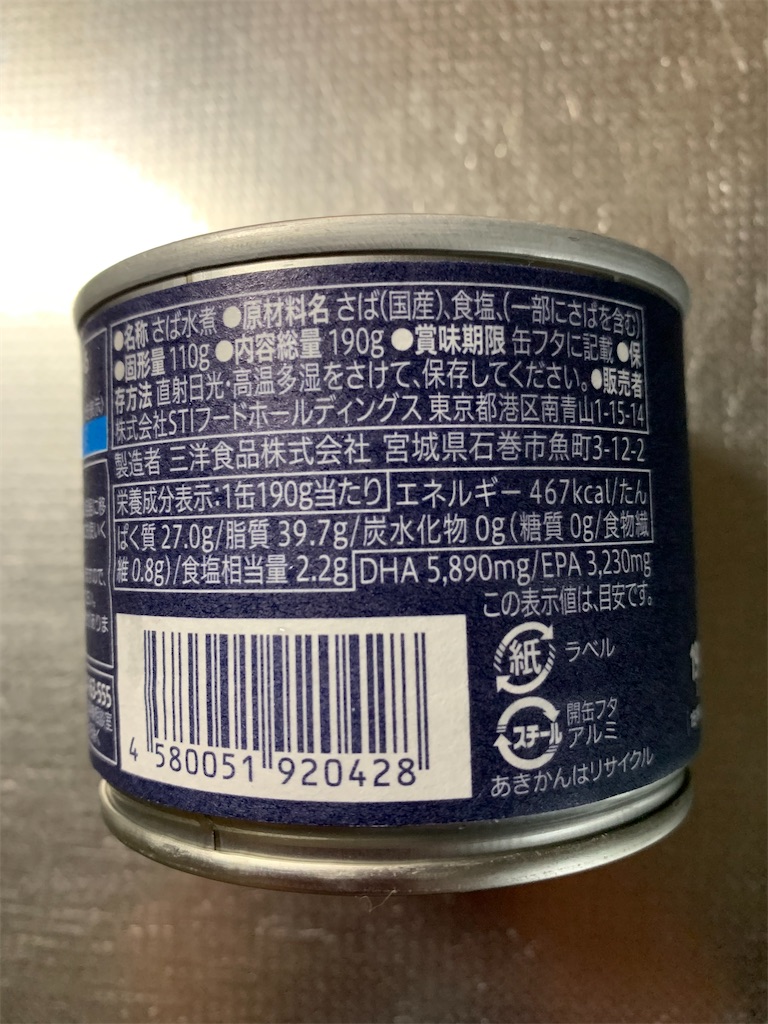 ●名称 さば水煮 ●原材料名 さば(国産)、食塩、(一部にさばを含む)
●固形量 110g ●内容総量 190g ●賞味期限 缶フタに記載 ●保
存方法 直射日光・高温多湿をさけて、保存してください。●販売者
株式会社STIフードホールディングス 東京都港区南青山1-15-14
製造者 三洋食品株式会社 宮城県石巻市魚町3-12-2
栄養成分表示:1缶190g当たり エネルギー 467kcal/たん
ぱく質 27.0g/脂質 39.7g/炭水化物 0g(糖質 0g/食物繊
維 0.8g)/食塩相当量 2.2g DHA 5,890mg/EPA 3,230mg
この表示値は、目安です。
紙 ラベル
スチール 開缶フタ
アルミ
あきかんはリサイクル
4 580051 920428